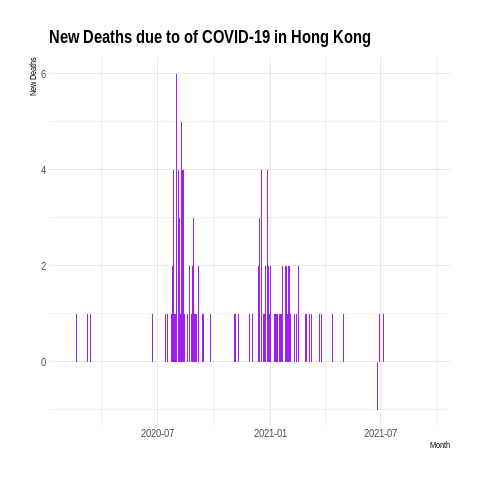 New Deaths due to of COVID-19 in Hong Kong
New Deaths
6
4
2
0
2020-07
2021-01
2021-07
Month